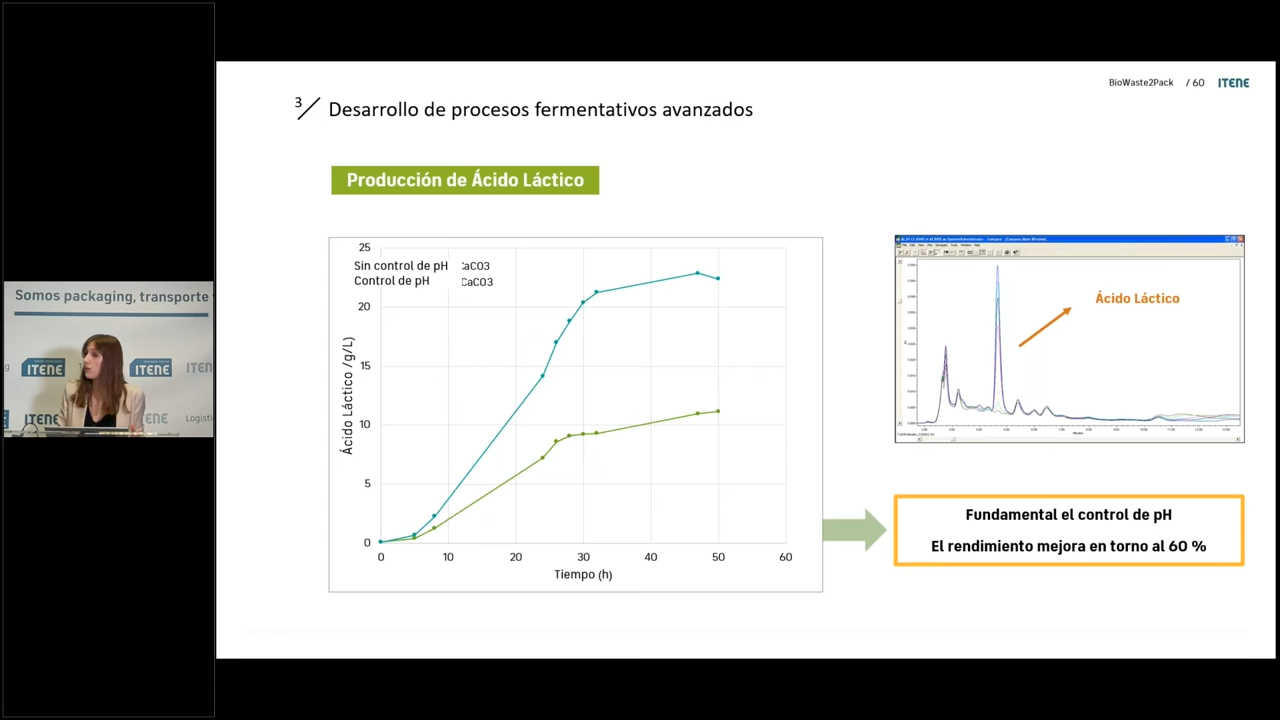 BioWaste2Pack / 60 ITENE
3/ Desarrollo de procesos fermentativos avanzados
Producción de Ácido Láctico
25
20
15
10
5
0
Ácido Láctico /g/L)
Sin control de pH CaCO3
Control de pH CaCO3
0 10 20 30 40 50 60
Tiempo (h)
Ácido Láctico
Fundamental el control de pH
El rendimiento mejora en torno al 60 %
Somos packaging, transporte
ITENE ITENE ITEN
ITENE ENE Logist